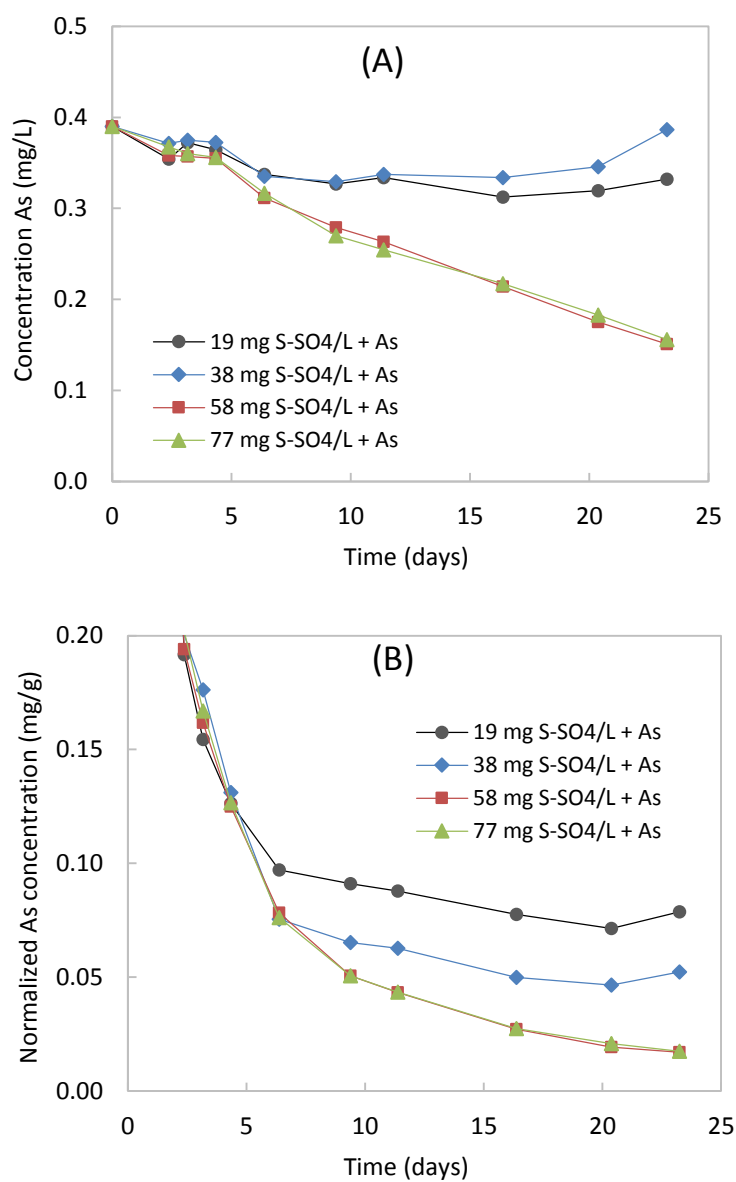 (A)
Concentration As (mg/L)
0.5
0.4
0.3
0.2
0.1
0.0
19 mg S-SO4/L + As
38 mg S-SO4/L + As
58 mg S-SO4/L + As
77 mg S-SO4/L + As
0 5 10 15 20 25
Time (days)
(B)
Normalized As concentration (mg/g)
0.20
0.15
0.10
0.05
0.00
19 mg S-SO4/L + As
38 mg S-SO4/L + As
58 mg S-SO4/L + As
77 mg S-SO4/L + As
0 5 10 15 20 25
Time (days)